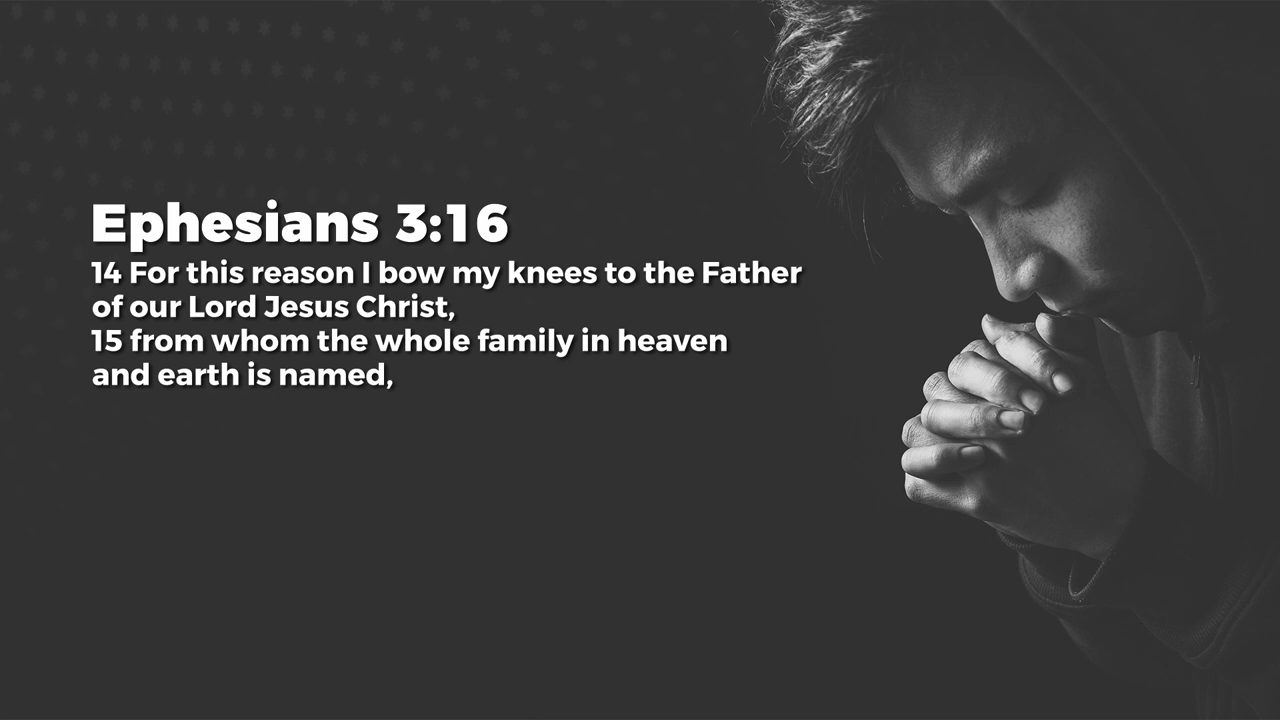 Ephesians 3:16
14 For this reason I bow my knees to the Father
of our Lord Jesus Christ,
15 from whom the whole family in heaven
and earth is named,